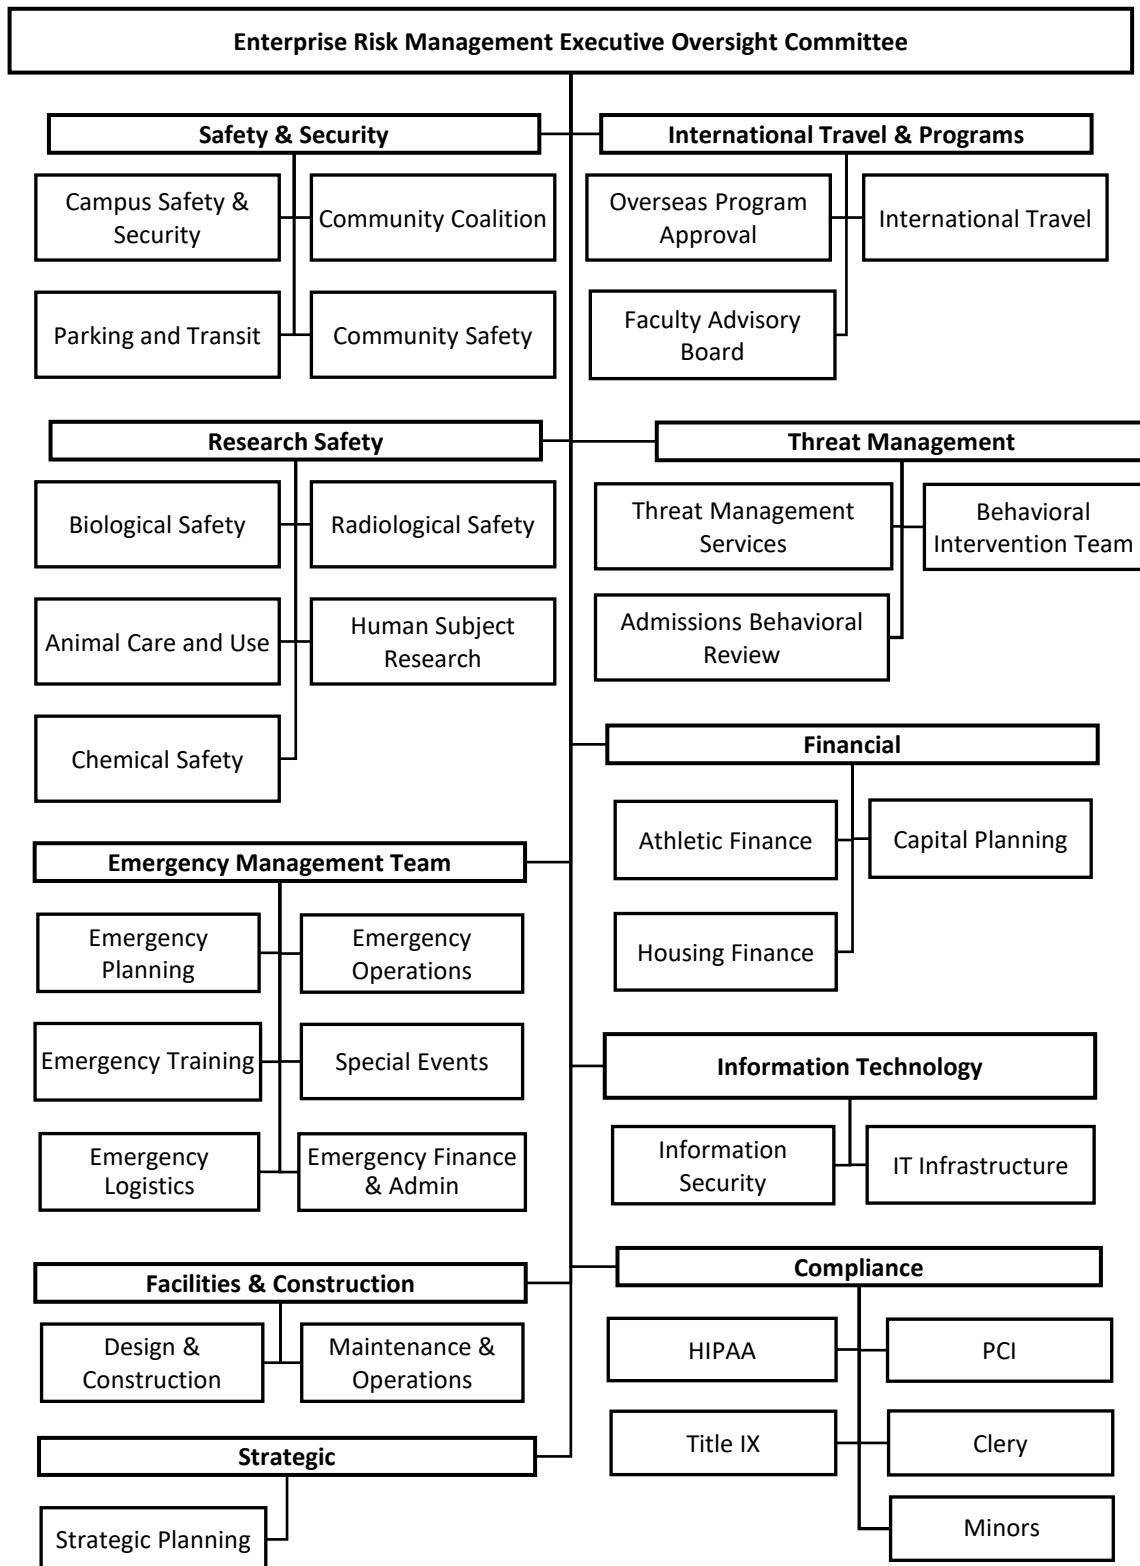 Enterprise Risk Management Executive Oversight Committee
Safety & Security
Campus Safety &
Security
Community Coalition
Parking and Transit
Community Safety
International Travel & Programs
Overseas Program
Approval
International Travel
Faculty Advisory
Board
Research Safety
Biological Safety
Radiological Safety
Animal Care and Use
Human Subject
Research
Chemical Safety
Threat Management
Threat Management
Services
Behavioral
Intervention Team
Admissions Behavioral
Review
Financial
Athletic Finance
Capital Planning
Housing Finance
Emergency Management Team
Emergency
Planning
Emergency
Operations
Emergency Training
Special Events
Emergency
Logistics
Emergency Finance
& Admin
Information Technology
Information
Security
IT Infrastructure
Facilities & Construction
Design &
Construction
Maintenance &
Operations
Compliance
HIPAA
PCI
Title IX
Clery
Minors
Strategic
Strategic Planning